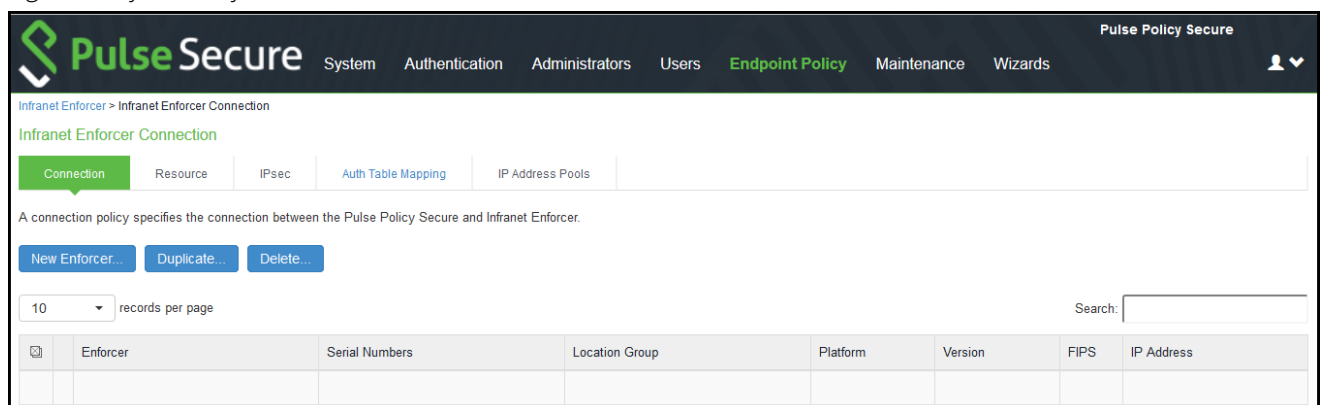 Pulse Policy Secure
Pulse Secure
System Authentication Administrators Users Endpoint Policy Maintenance Wizards
Infranet Enforcer > Infranet Enforcer Connection
Infranet Enforcer Connection
Connection Resource IPsec Auth Table Mapping IP Address Pools
A connection policy specifies the connection between the Pulse Policy Secure and Infranet Enforcer.
New Enforcer... Duplicate... Delete...
10 records per page Search:
Enforcer Serial Numbers Location Group Platform Version FIPS IP Address